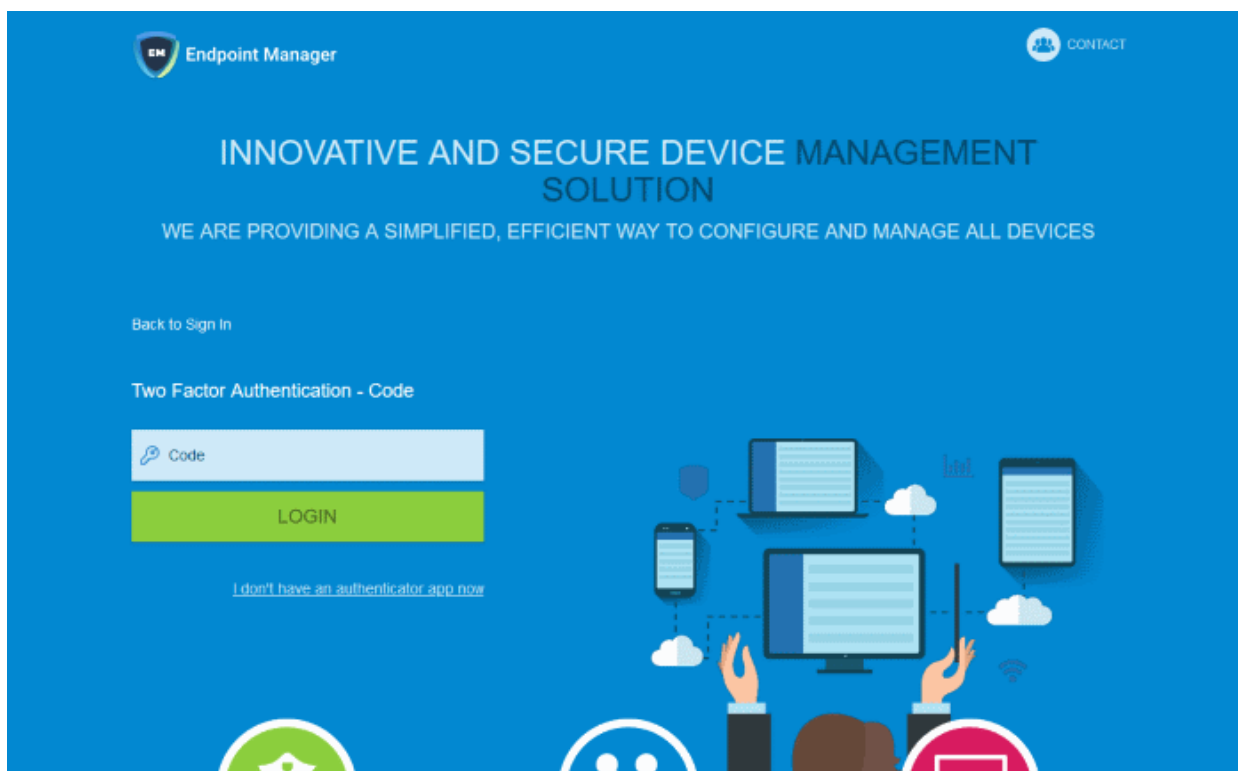 EM Endpoint Manager
CONTACT
INNOVATIVE AND SECURE DEVICE MANAGEMENT
SOLUTION
WE ARE PROVIDING A SIMPLIFIED, EFFICIENT WAY TO CONFIGURE AND MANAGE ALL DEVICES
Back to Sign In
Two Factor Authentication - Code
Code
LOGIN
I don't have an authenticator app now